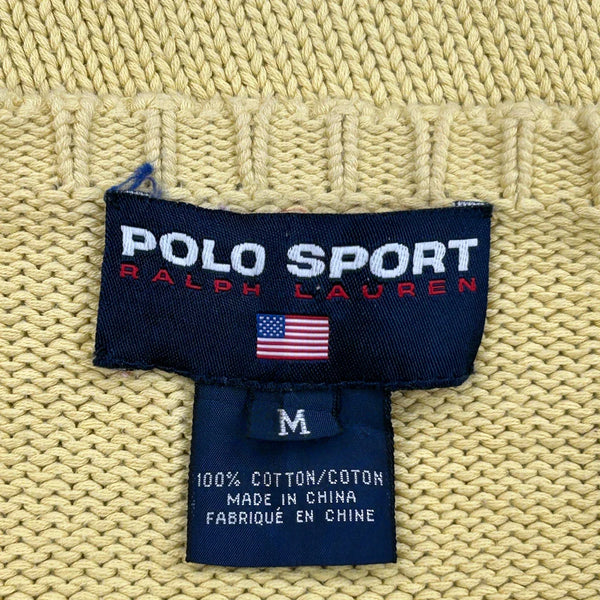 POLO SPORT
RALPH LAUREN
M
100% COTTON/COTON
MADE IN CHINA
FABRIQUÉ EN CHINE